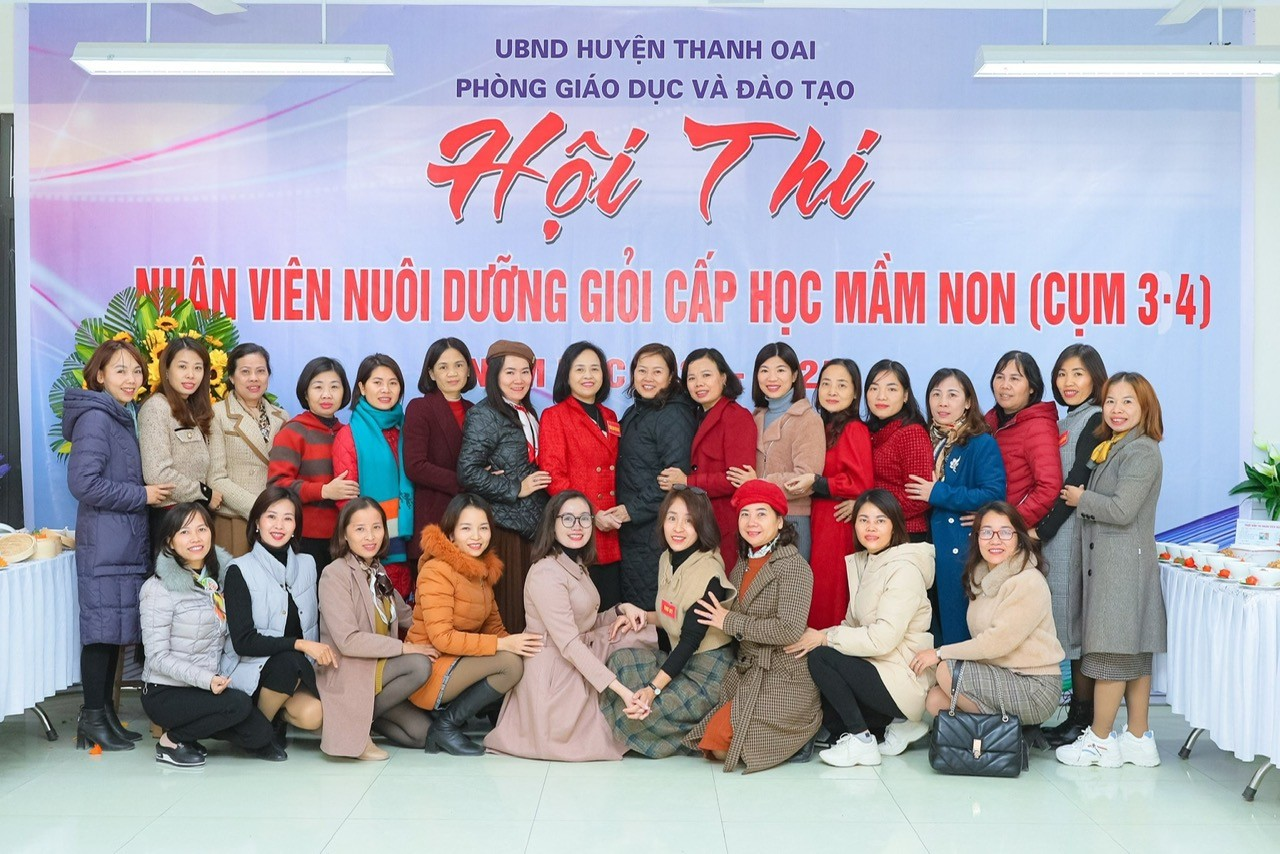 UBND HUYỆN THANH OAI
PHÒNG GIÁO DỤC VÀ ĐÀO TẠO
Hội Thi
NHÂN VIÊN NUÔI DƯỠNG GIỎI CẤP HỌC MẦM NON (CỤM 3-4)